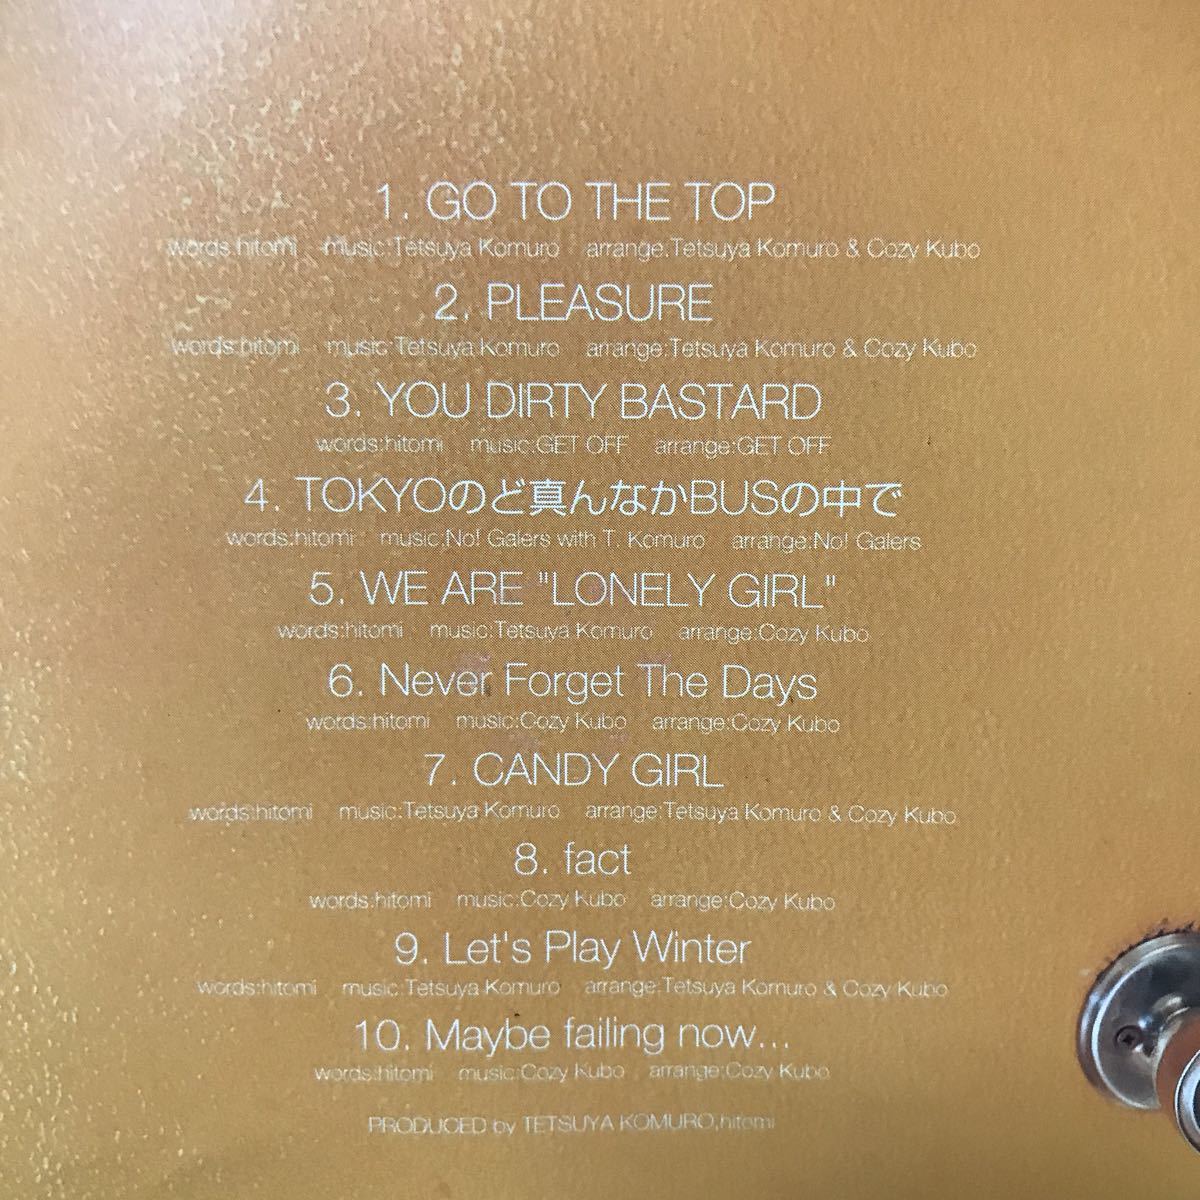 1. GO TO THE TOP
words:hitomi music:Tetsuya Komuro arrange:Tetsuya Komuro & Cozy Kubo
2. PLEASURE
words:hitomi music:Tetsuya Komuro arrange:Tetsuya Komuro & Cozy Kubo
3. YOU DIRTY BASTARD
words:hitomi music:GET OFF arrange:GET OFF
4. TOKYOのど真んなかBUSの中で
words:hitomi music:No! Galers with T. Komuro arrange:No! Galers
5. WE ARE "LONELY GIRL"
words:hitomi music:Tetsuya Komuro arrange:Cozy Kubo
6. Never Forget The Days
words:hitomi music:Cozy Kubo arrange:Cozy Kubo
7. CANDY GIRL
words:hitomi music:Tetsuya Komuro arrange:Tetsuya Komuro & Cozy Kubo
8. fact
words:hitomi music:Cozy Kubo arrange:Cozy Kubo
9. Let's Play Winter
words:hitomi music:Tetsuya Komuro arrange:Tetsuya Komuro & Cozy Kubo
10. Maybe failing now...
words:hitomi music:Cozy Kubo arrange:Cozy Kubo
PRODUCED by TETSUYA KOMURO,hitomi